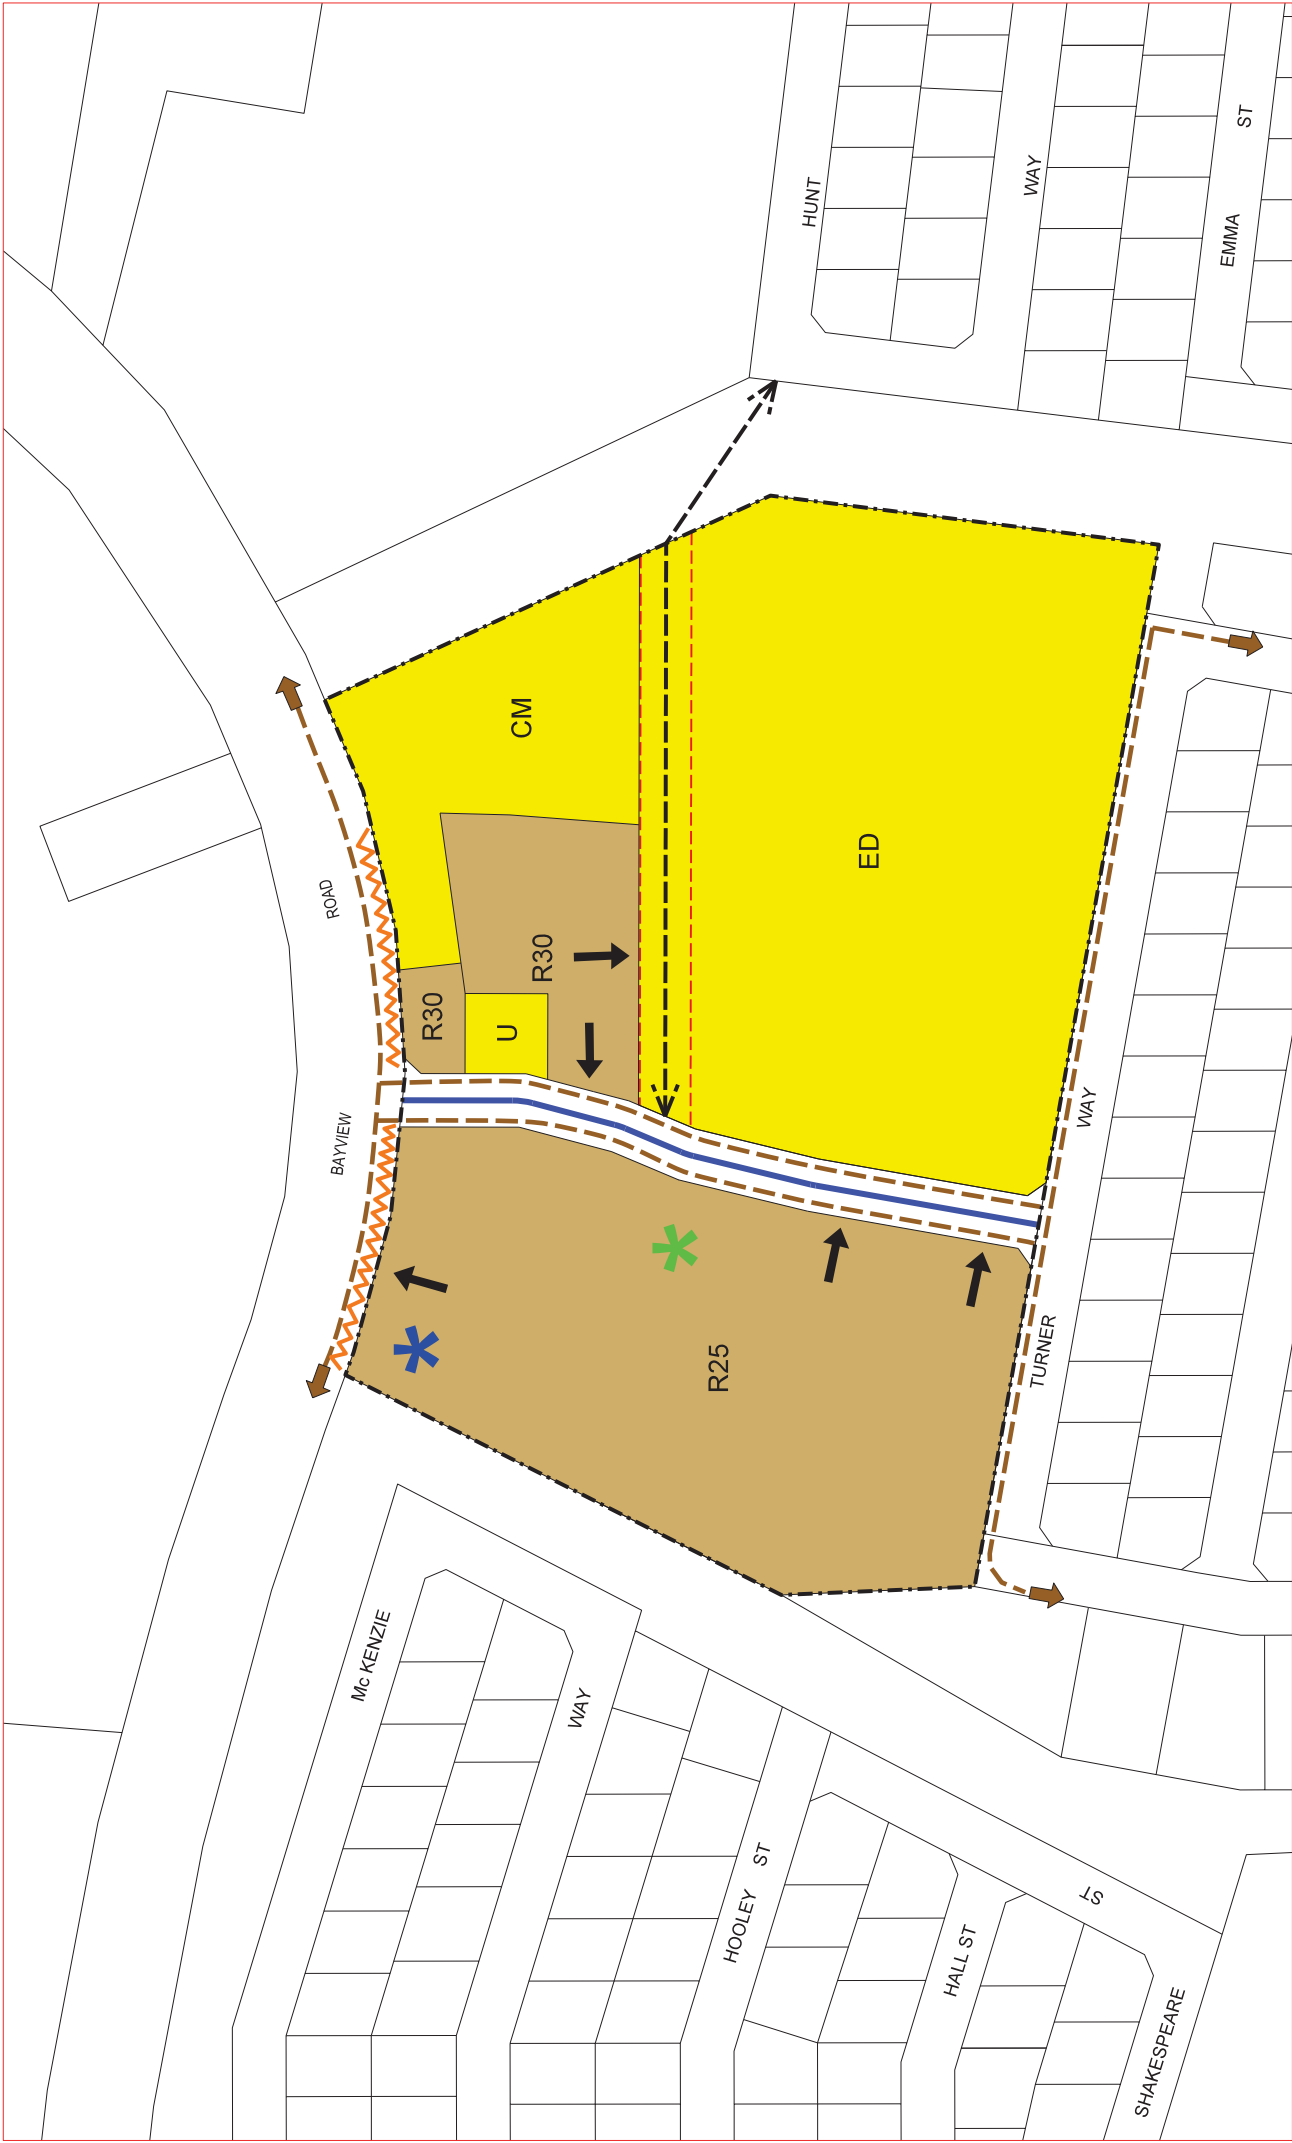 HUNT
WAY
EMMA ST
CM
ROAD
ED
R30
R30
U
BAYVIEW
WAY
TURNER
R25
Mc KENZIE
WAY
HOOLEY ST
HALL ST
ST
SHAKESPEARE